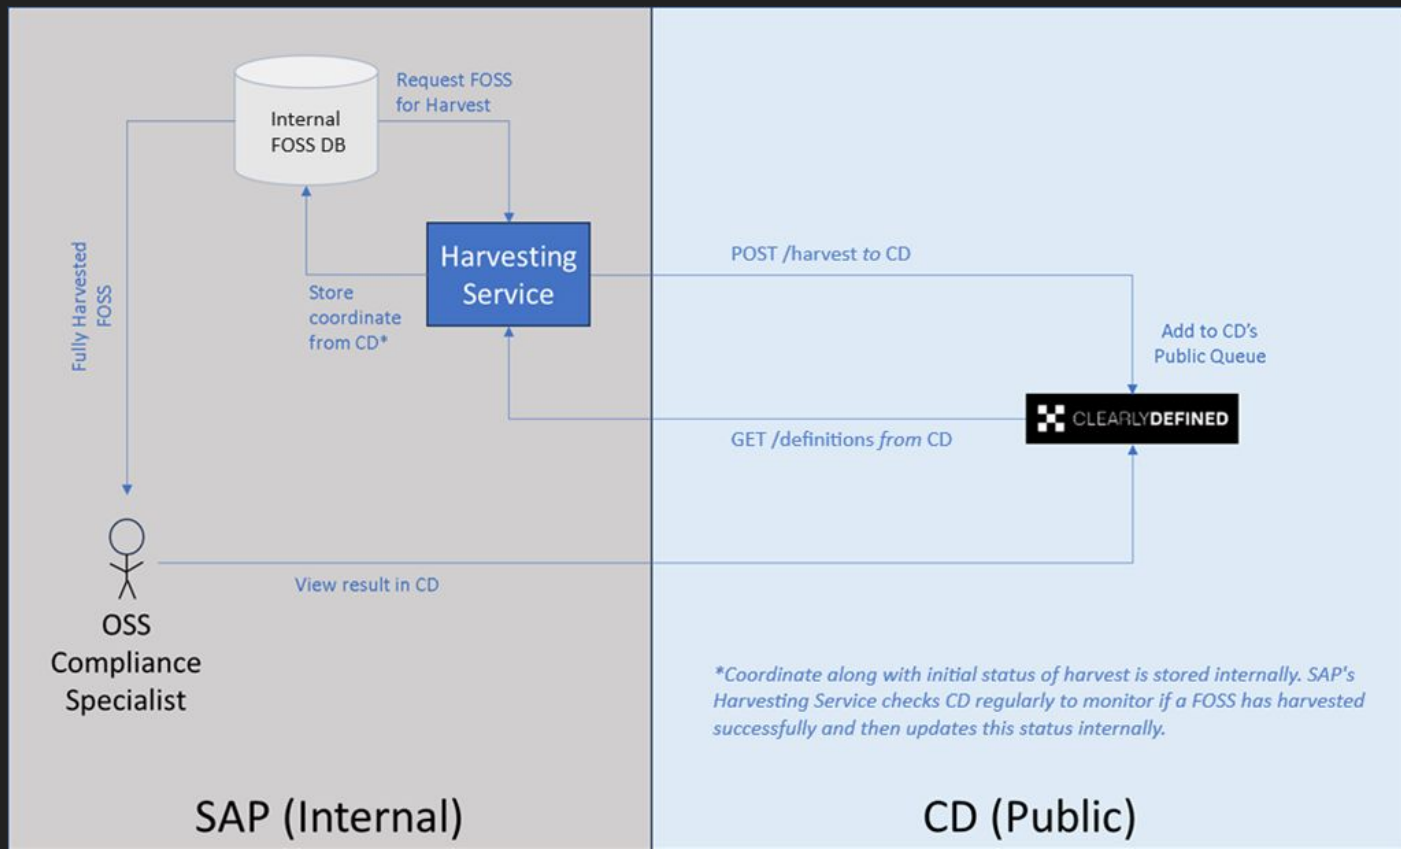 Internal
FOSS DB
Request FOSS
for Harvest
Harvesting
Service
Store
coordinate
from CD*
Fully Harvested
FOSS
POST /harvest to CD
Add to CD’s
Public Queue
CLEARLYDEFINED
GET /definitions from CD
View result in CD
OSS
Compliance
Specialist
*Coordinate along with initial status of harvest is stored internally. SAP's
Harvesting Service checks CD regularly to monitor if a FOSS has harvested
successfully and then updates this status internally.
SAP (Internal)
CD (Public)